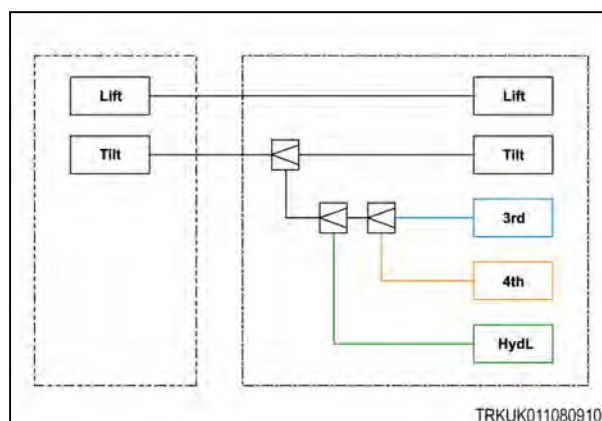 Lift Lift
Tilt Tilt
3rd
4th
HydL
TRKUK011080910